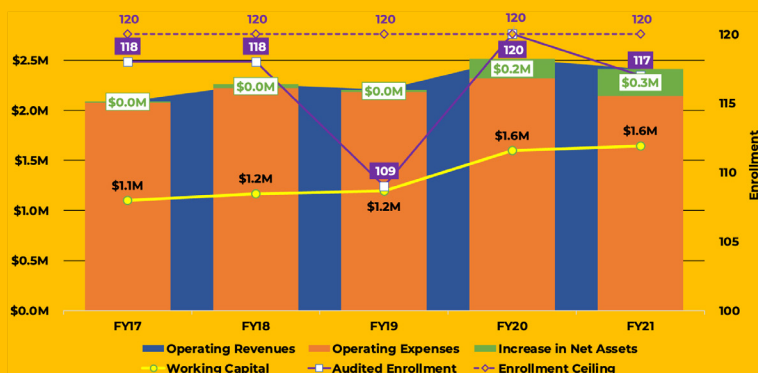 120 120 120 120 120
118 118 120 117
$0.0M $0.0M $0.0M $0.2M $0.3M
109
$1.1M $1.2M $1.2M $1.6M $1.6M
$2.5M
$2.0M
$1.5M
$1.0M
$0.5M
$0.0M
120
115
110
105
100
Enrollment
FY17 FY18 FY19 FY20 FY21
Operating Revenues Operating Expenses Increase in Net Assets
Working Capital Audited Enrollment Enrollment Ceiling